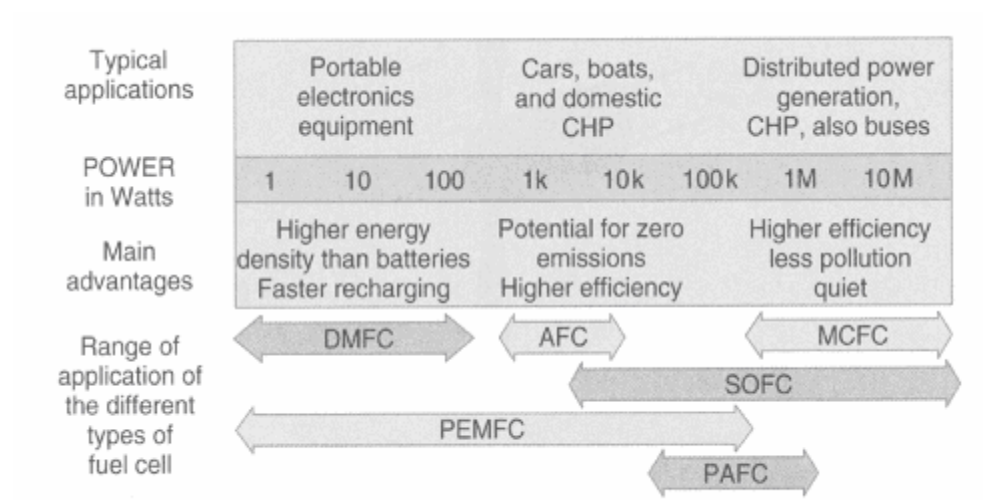 Typical
applications
Portable
electronics
equipment
Cars, boats,
and domestic
CHP
Distributed power
generation,
CHP, also buses
POWER
in Watts
1 10 100 1k 10k 100k 1M 10M
Main
advantages
Higher energy
density than batteries
Faster recharging
Potential for zero
emissions
Higher efficiency
Higher efficiency
less pollution
quiet
Range of
application of
the different
types of
fuel cell
DMFC
AFC
MCFC
SOFC
PEMFC
PAFC